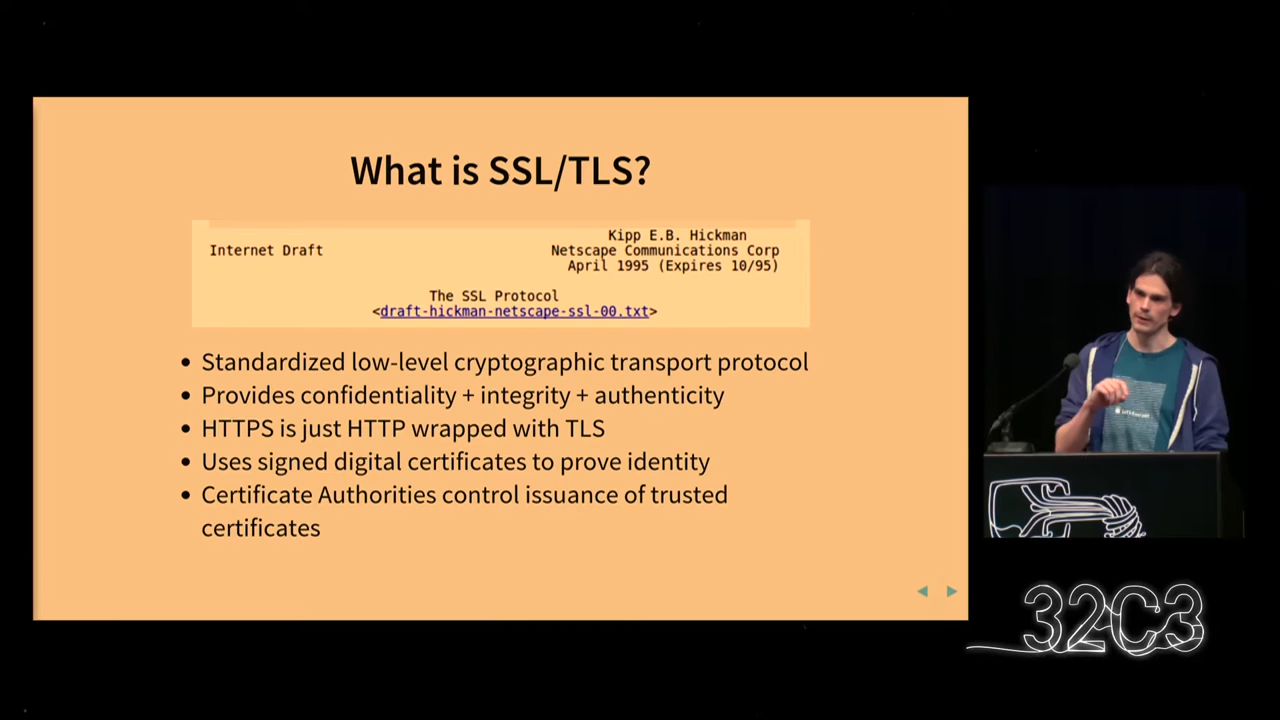 What is SSL/TLS?
Kipp E.B. Hickman
Internet Draft Netscape Communications Corp
April 1995 (Expires 10/95)
The SSL Protocol
<draft-hickman-netscape-ssl-00.txt>
• Standardized low-level cryptographic transport protocol
• Provides confidentiality + integrity + authenticity
• HTTPS is just HTTP wrapped with TLS
• Uses signed digital certificates to prove identity
• Certificate Authorities control issuance of trusted
certificates
32C3